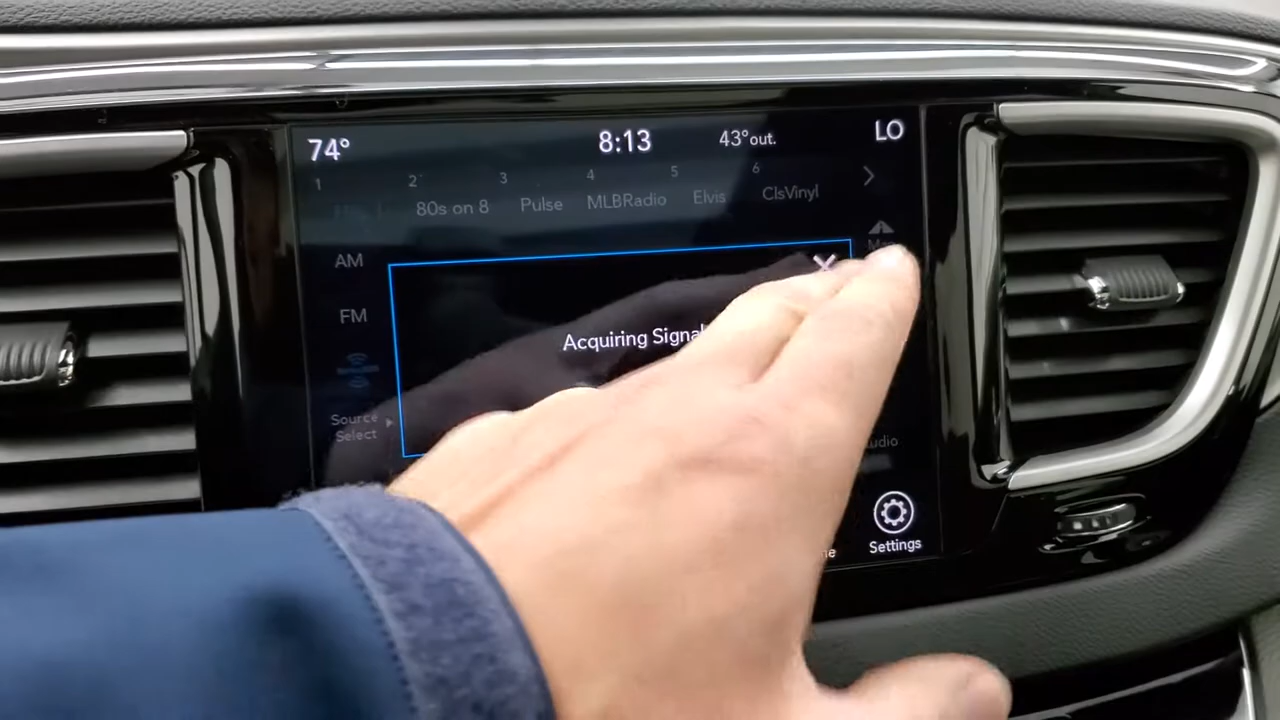 74° 8:13 43°out. LO
1 2 3 4 5 6
80s on 8 Pulse MLBRadio Elvis ClsVinyl
AM
FM
Acquiring Signal
Source
Select
Settings